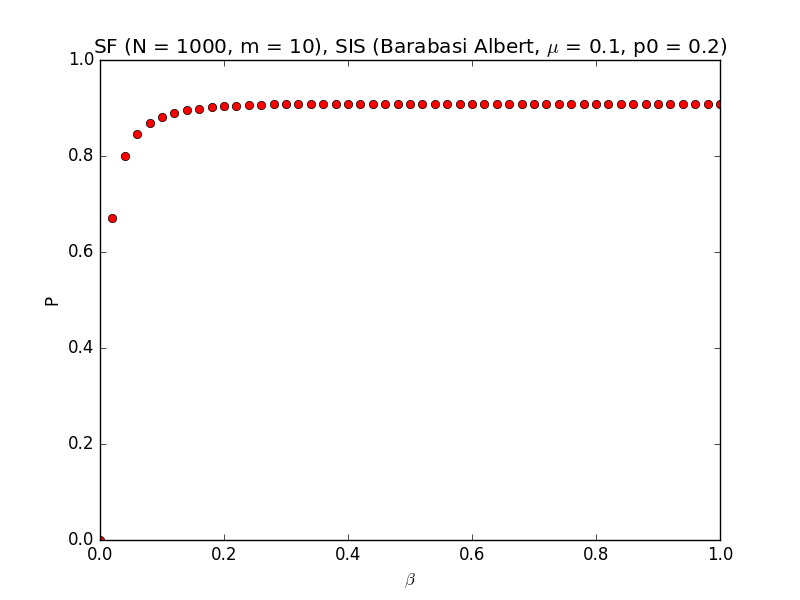 SF (N = 1000, m = 10), SIS (Barabasi Albert, μ = 0.1, p0 = 0.2)
1.0
0.8
0.6
P
0.4
0.2
0.0
0.0 0.2 0.4 0.6 0.8 1.0
β